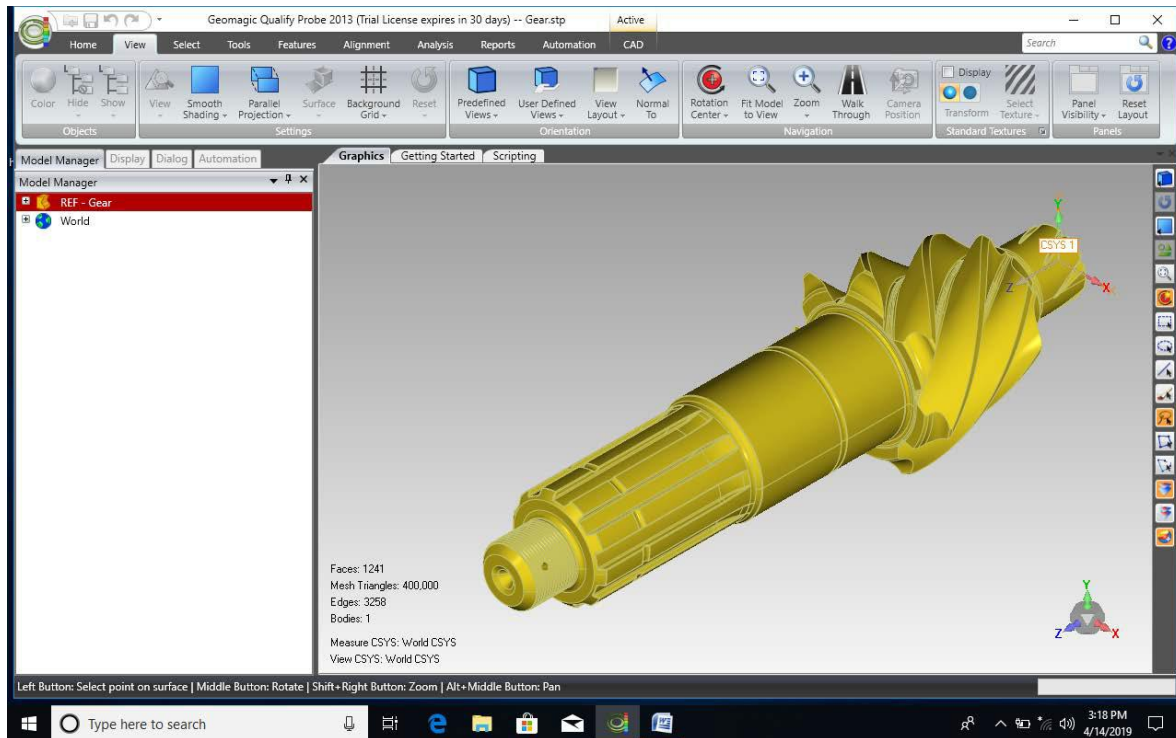 Geomagic Qualify Probe 2013 (Trial License expires in 30 days) -- Gear.stp
Active
Home View Select Tools Features Alignment Analysis Reports Automation CAD
Search
Color Hide Show
View Smooth Shading Parallel Projection Surface Background Grid Reset
Predefined Views User Defined Views View Layout Normal To
Rotation Center Fit Model to View Zoom Walk Through Camera Position
Display
Transform Select Texture
Panel Visibility Reset Layout
Objects Settings Orientation Navigation Standard Textures Panels
Model Manager Display Dialog Automation
Graphics Getting Started Scripting
Model Manager
REF - Gear
World
Y
CSYS 1
Z
X
Faces: 1241
Mesh Triangles: 400,000
Edges: 3258
Bodies: 1
Measure CSYS: World CSYS
View CSYS: World CSYS
Y
Z
X
Left Button: Select point on surface | Middle Button: Rotate | Shift+Right Button: Zoom | Alt+Middle Button: Pan
Type here to search
3:18 PM
4/14/2019